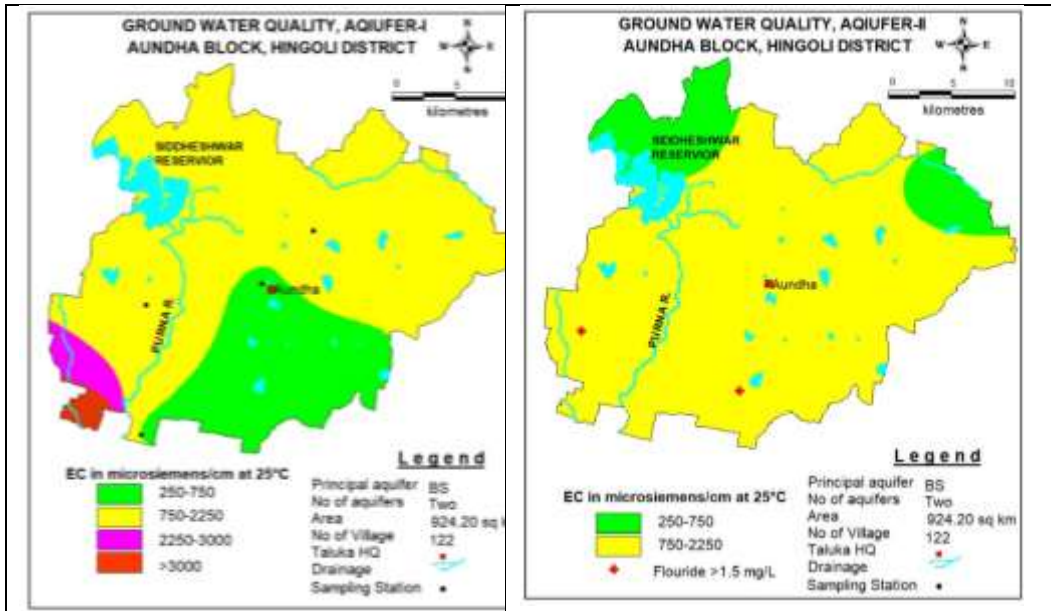 GROUND WATER QUALITY, AQIUFER-I
AUNDHA BLOCK, HINGOLI DISTRICT
N
W E
S
0 5
kilometres
SIDDHESHWAR
RESERVIOR
Aundha
PURNA R.
Legend
EC in microsiemens/cm at 25°C
250-750
750-2250
2250-3000
>3000
Principal aquifer BS
No of aquifers Two
Area 924.20 sq k
No of Village 122
Taluka HQ
Drainage
Sampling Station
GROUND WATER QUALITY, AQIUFER-II
AUNDHA BLOCK, HINGOLI DISTRICT
N
W E
S
0 5 10
kilometres
SIDDHESHWAR
RESERVIOR
Aundha
PURNA R.
Legend
EC in microsiemens/cm at 25°C
250-750
750-2250
Flouride >1.5 mg/L
Principal aquifer BS
No of aquifers Two
Area 924.20 sq km
No of Village 122
Taluka HQ
Drainage
Sampling Station